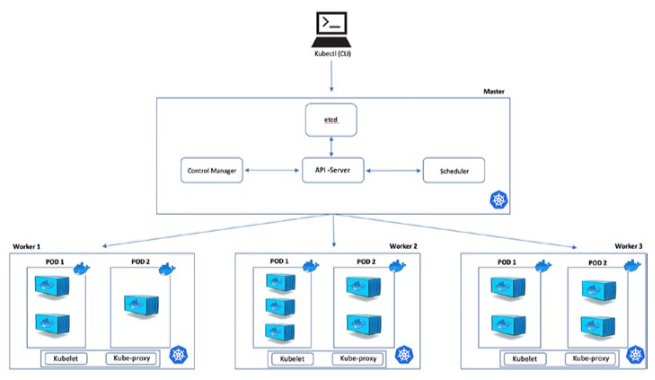 Kubectl (CLI)
Master
etcd
Control Manager
API -Server
Scheduler
Worker 1
Worker 2
Worker 3
POD 1
POD 2
POD 1
POD 2
POD 1
POD 2
Kubelet
Kube-proxy
Kubelet
Kube-proxy
Kubelet
Kube-proxy